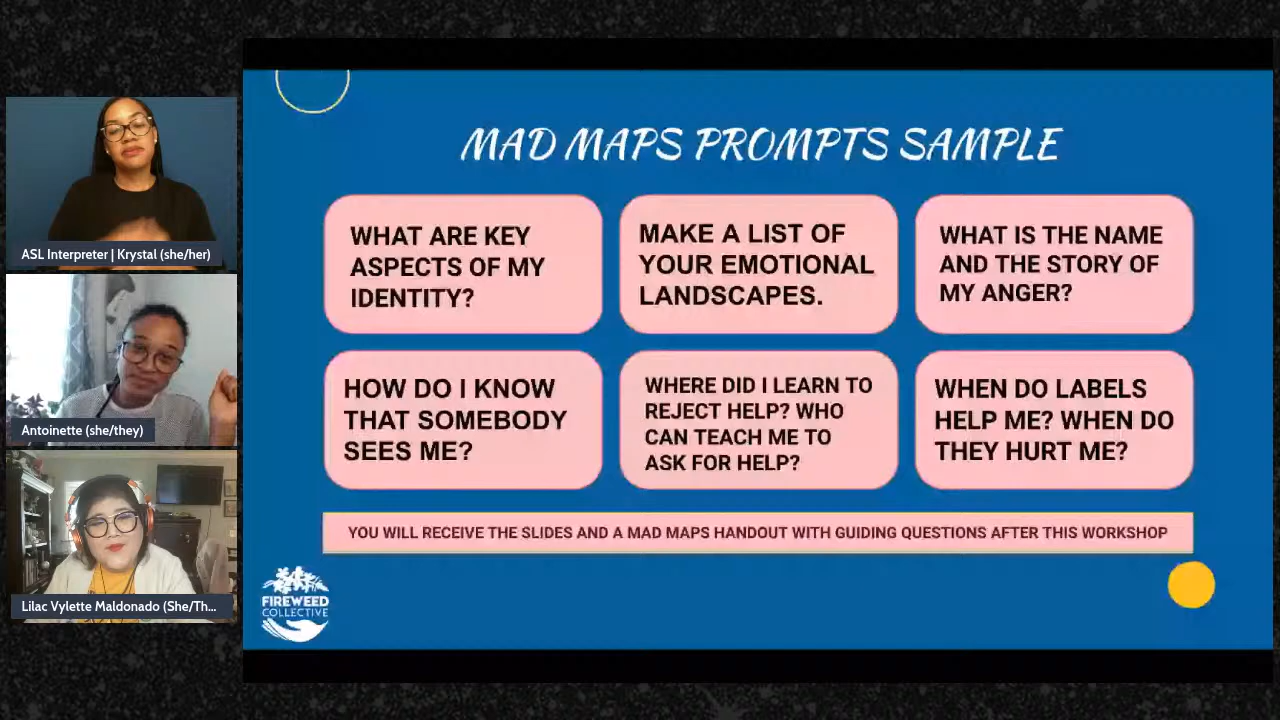 ASL Interpreter | Krystal (she/her)
Antoinette (she/they)
Lilac Vylette Maldonado (She/Th...
MAD MAPS PROMPTS SAMPLE
WHAT ARE KEY
ASPECTS OF MY
IDENTITY?
MAKE A LIST OF
YOUR EMOTIONAL
LANDSCAPES.
WHAT IS THE NAME
AND THE STORY OF
MY ANGER?
HOW DO I KNOW
THAT SOMEBODY
SEES ME?
WHERE DID I LEARN TO
REJECT HELP? WHO
CAN TEACH ME TO
ASK FOR HELP?
WHEN DO LABELS
HELP ME? WHEN DO
THEY HURT ME?
YOU WILL RECEIVE THE SLIDES AND A MAD MAPS HANDOUT WITH GUIDING QUESTIONS AFTER THIS WORKSHOP
FIREWEED
COLLECTIVE